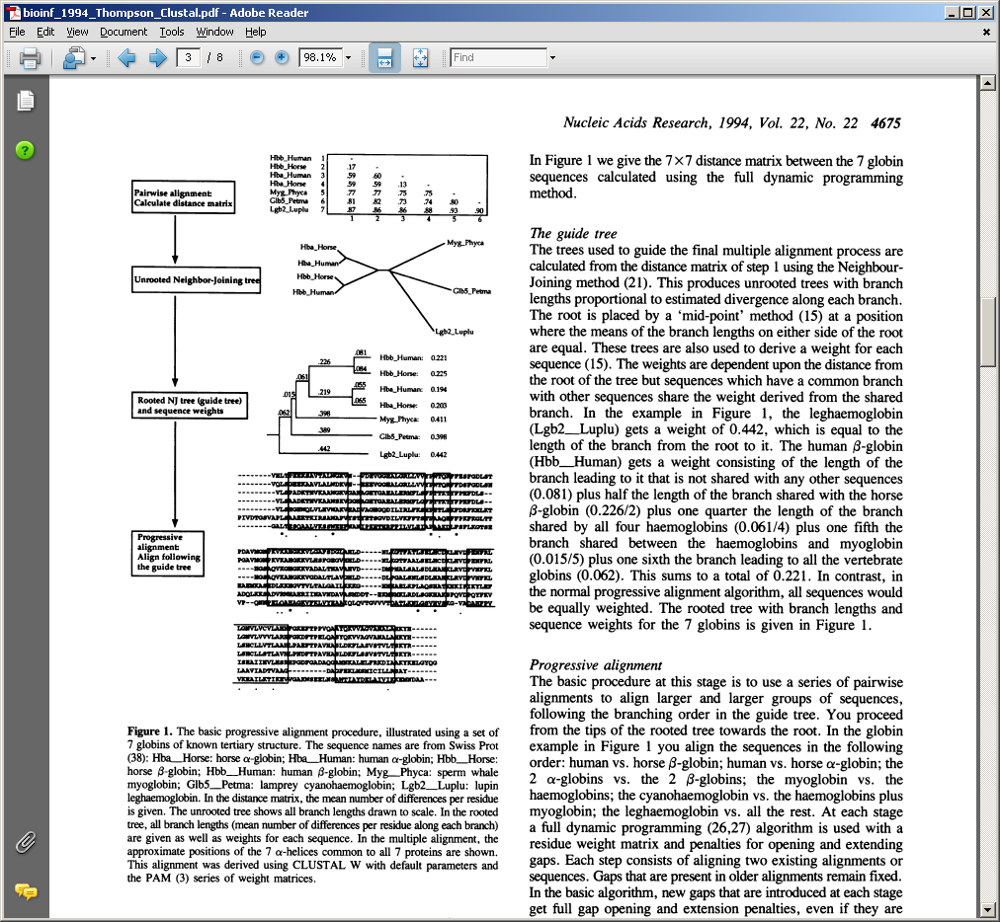 bioinf_1994_Thompson_Clustal.pdf - Adobe Reader
File Edit View Document Tools Window Help
3 / 8 98.1% Find
Nucleic Acids Research, 1994, Vol. 22, No. 22 4675
Pairwise alignment:
Calculate distance matrix
Hbb_Human 1 -
Hbb_Horse 2 .17 -
Hba_Human 3 .59 .60 -
Hba_Horse 4 .59 .59 .13 -
Myg_Phyca 5 .77 .77 .75 .75 -
Glb5_Petma 6 .81 .82 .73 .74 .80 -
Lgb2_Luplu 7 .87 .86 .86 .88 .93 .90
1 2 3 4 5 6
Unrooted Neighbor-Joining tree
Hba_Horse
Hba_Human
Hbb_Horse
Hbb_Human
Myg_Phyca
Glb5_Petma
Lgb2_Luplu
Rooted NJ tree (guide tree)
and sequence weights
.081 Hbb_Human: 0.221
.226
.084 Hbb_Horse: 0.225
.061
.055 Hba_Human: 0.194
.015 .219
.065 Hba_Horse: 0.203
.062 .398 Myg_Phyca: 0.411
.389 Glb5_Petma: 0.398
.442 Lgb2_Luplu: 0.442
Progressive
alignment:
Align following
the guide tree
Figure 1. The basic progressive alignment procedure, illustrated using a set of
7 globins of known tertiary structure. The sequence names are from Swiss Prot
(38): Hba__Horse: horse α-globin; Hba__Human: human α-globin; Hbb__Horse:
horse β-globin; Hbb__Human: human β-globin; Myg__Phyca: sperm whale
myoglobin; Glb5__Petma: lamprey cyanohaemoglobin; Lgb2__Luplu: lupin
leghaemoglobin. In the distance matrix, the mean number of differences per residue
is given. The unrooted tree shows all branch lengths drawn to scale. In the rooted
tree, all branch lengths (mean number of differences per residue along each branch)
are given as well as weights for each sequence. In the multiple alignment, the
approximate positions of the 7 α-helices common to all 7 proteins are shown.
This alignment was derived using CLUSTAL W with default parameters and
the PAM (3) series of weight matrices.
In Figure 1 we give the 7×7 distance matrix between the 7 globin
sequences calculated using the full dynamic programming
method.
The guide tree
The trees used to guide the final multiple alignment process are
calculated from the distance matrix of step 1 using the Neighbour-
Joining method (21). This produces unrooted trees with branch
lengths proportional to estimated divergence along each branch.
The root is placed by a 'mid-point' method (15) at a position
where the means of the branch lengths on either side of the root
are equal. These trees are also used to derive a weight for each
sequence (15). The weights are dependent upon the distance from
the root of the tree but sequences which have a common branch
with other sequences share the weight derived from the shared
branch. In the example in Figure 1, the leghaemoglobin
(Lgb2__Luplu) gets a weight of 0.442, which is equal to the
length of the branch from the root to it. The human β-globin
(Hbb__Human) gets a weight consisting of the length of the
branch leading to it that is not shared with any other sequences
(0.081) plus half the length of the branch shared with the horse
β-globin (0.226/2) plus one quarter the length of the branch
shared by all four haemoglobins (0.061/4) plus one fifth the
branch shared between the haemoglobins and myoglobin
(0.015/5) plus one sixth the branch leading to all the vertebrate
globins (0.062). This sums to a total of 0.221. In contrast, in
the normal progressive alignment algorithm, all sequences would
be equally weighted. The rooted tree with branch lengths and
sequence weights for the 7 globins is given in Figure 1.
Progressive alignment
The basic procedure at this stage is to use a series of pairwise
alignments to align larger and larger groups of sequences,
following the branching order in the guide tree. You proceed
from the tips of the rooted tree towards the root. In the globin
example in Figure 1 you align the sequences in the following
order: human vs. horse β-globin; human vs. horse α-globin; the
2 α-globins vs. the 2 β-globins; the myoglobin vs. the
haemoglobins; the cyanohaemoglobin vs. the haemoglobins plus
myoglobin; the leghaemoglobin vs. all the rest. At each stage
a full dynamic programming (26,27) algorithm is used with a
residue weight matrix and penalties for opening and extending
gaps. Each step consists of aligning two existing alignments or
sequences. Gaps that are present in older alignments remain fixed.
In the basic algorithm, new gaps that are introduced at each stage
get full gap opening and extension penalties, even if they are